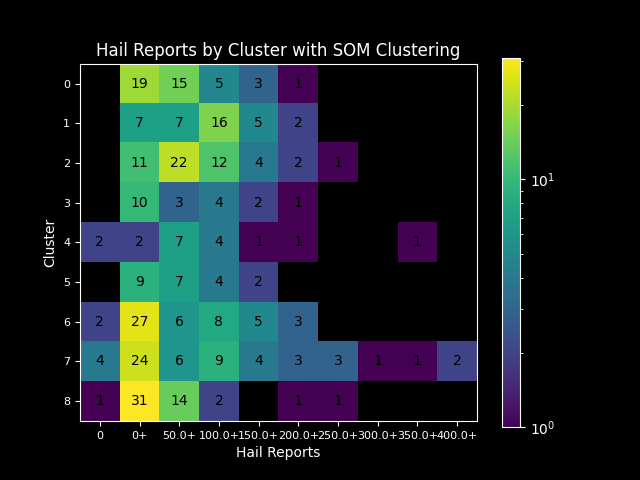 Hail Reports by Cluster with SOM Clustering
0 19 15 5 3 1
1 7 7 16 5 2
2 11 22 12 4 2 1
3 10 3 4 2 1
4 2 2 7 4 1 1 1
5 9 7 4 2
6 2 27 6 8 5 3
7 4 24 6 9 4 3 3 1 1 2
8 1 31 14 2 1 1
0 0+ 50.0+ 100.0+ 150.0+ 200.0+ 250.0+ 300.0+ 350.0+ 400.0+
Hail Reports
Cluster
10^1
10^0